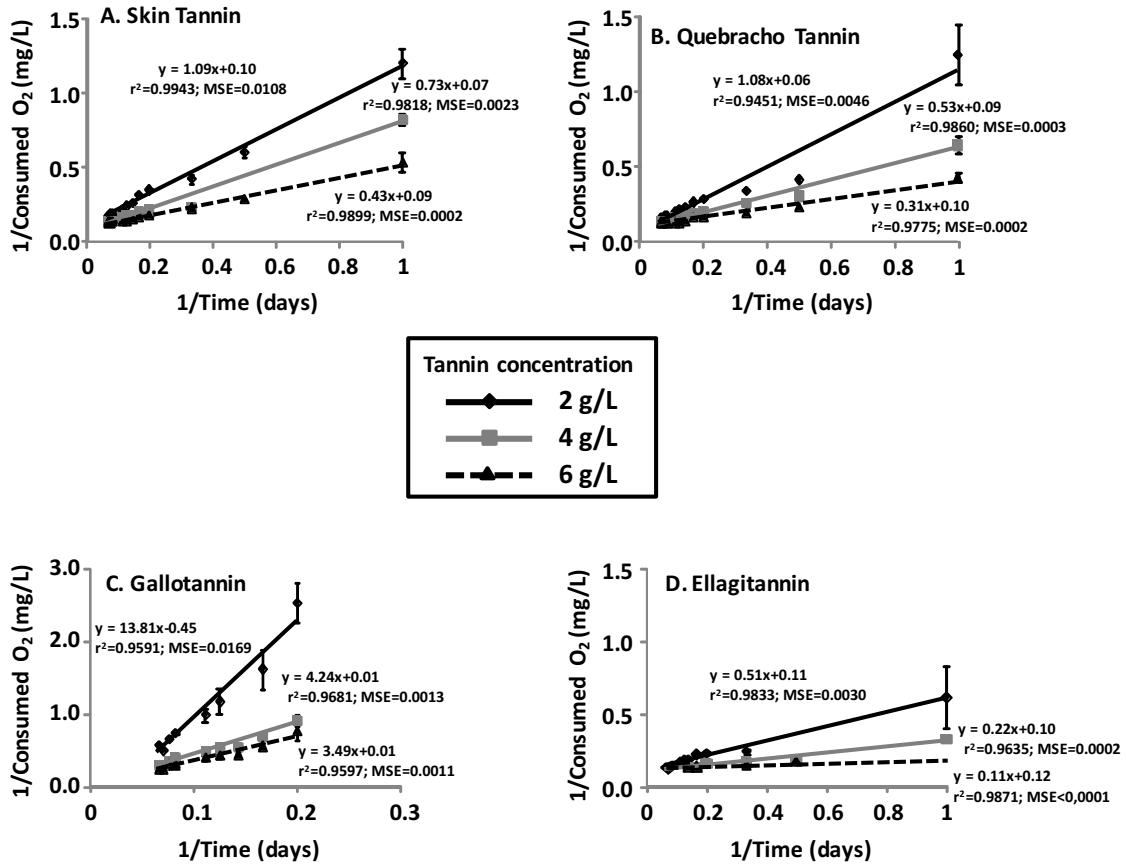 A. Skin Tannin
1/Consumed O2 (mg/L)
1.5
1.0
0.5
0.0
y = 1.09x+0.10
r²=0.9943; MSE=0.0108
y = 0.73x+0.07
r²=0.9818; MSE=0.0023
y = 0.43x+0.09
r²=0.9899; MSE=0.0002
0 0.2 0.4 0.6 0.8 1
1/Time (days)
B. Quebracho Tannin
1/Consumed O2 (mg/L)
1.5
1.0
0.5
0.0
y = 1.08x+0.06
r²=0.9451; MSE=0.0046
y = 0.53x+0.09
r²=0.9860; MSE=0.0003
y = 0.31x+0.10
r²=0.9775; MSE=0.0002
0 0.2 0.4 0.6 0.8 1
1/Time (days)
Tannin concentration
2 g/L
4 g/L
6 g/L
C. Gallotannin
1/Consumed O2 (mg/L)
3.0
2.0
1.0
0.0
y = 13.81x-0.45
r²=0.9591; MSE=0.0169
y = 4.24x+0.01
r²=0.9681; MSE=0.0013
y = 3.49x+0.01
r²=0.9597; MSE=0.0011
0 0.1 0.2 0.3
1/Time (days)
D. Ellagitannin
1/Consumed O2 (mg/L)
1.5
1.0
0.5
0.0
y = 0.51x+0.11
r²=0.9833; MSE=0.0030
y = 0.22x+0.10
r²=0.9635; MSE=0.0002
y = 0.11x+0.12
r²=0.9871; MSE<0,0001
0 0.2 0.4 0.6 0.8 1
1/Time (days)